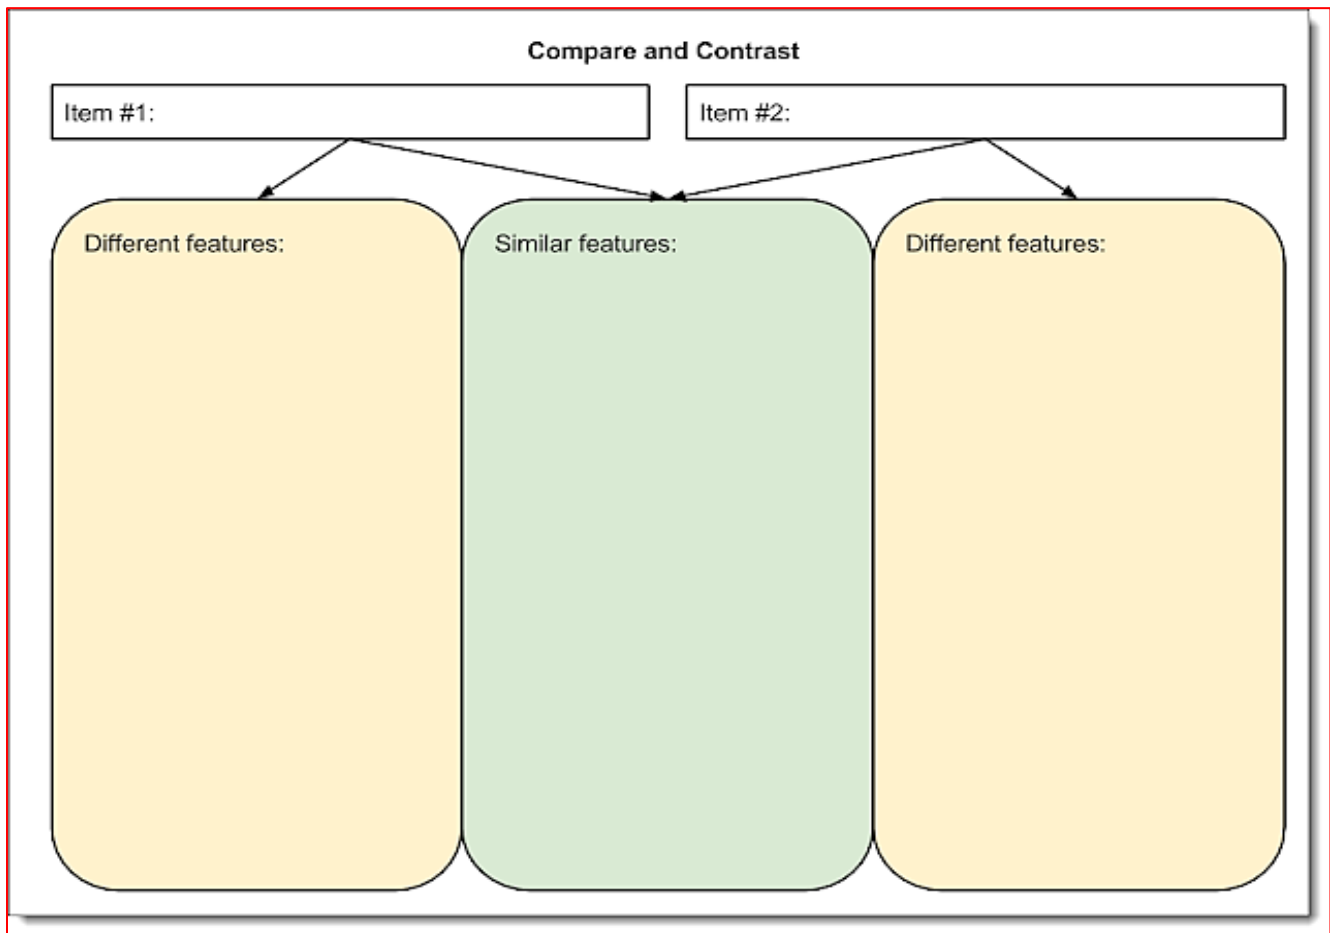 Compare and Contrast
Item #1:
Item #2:
Different features:
Similar features:
Different features: